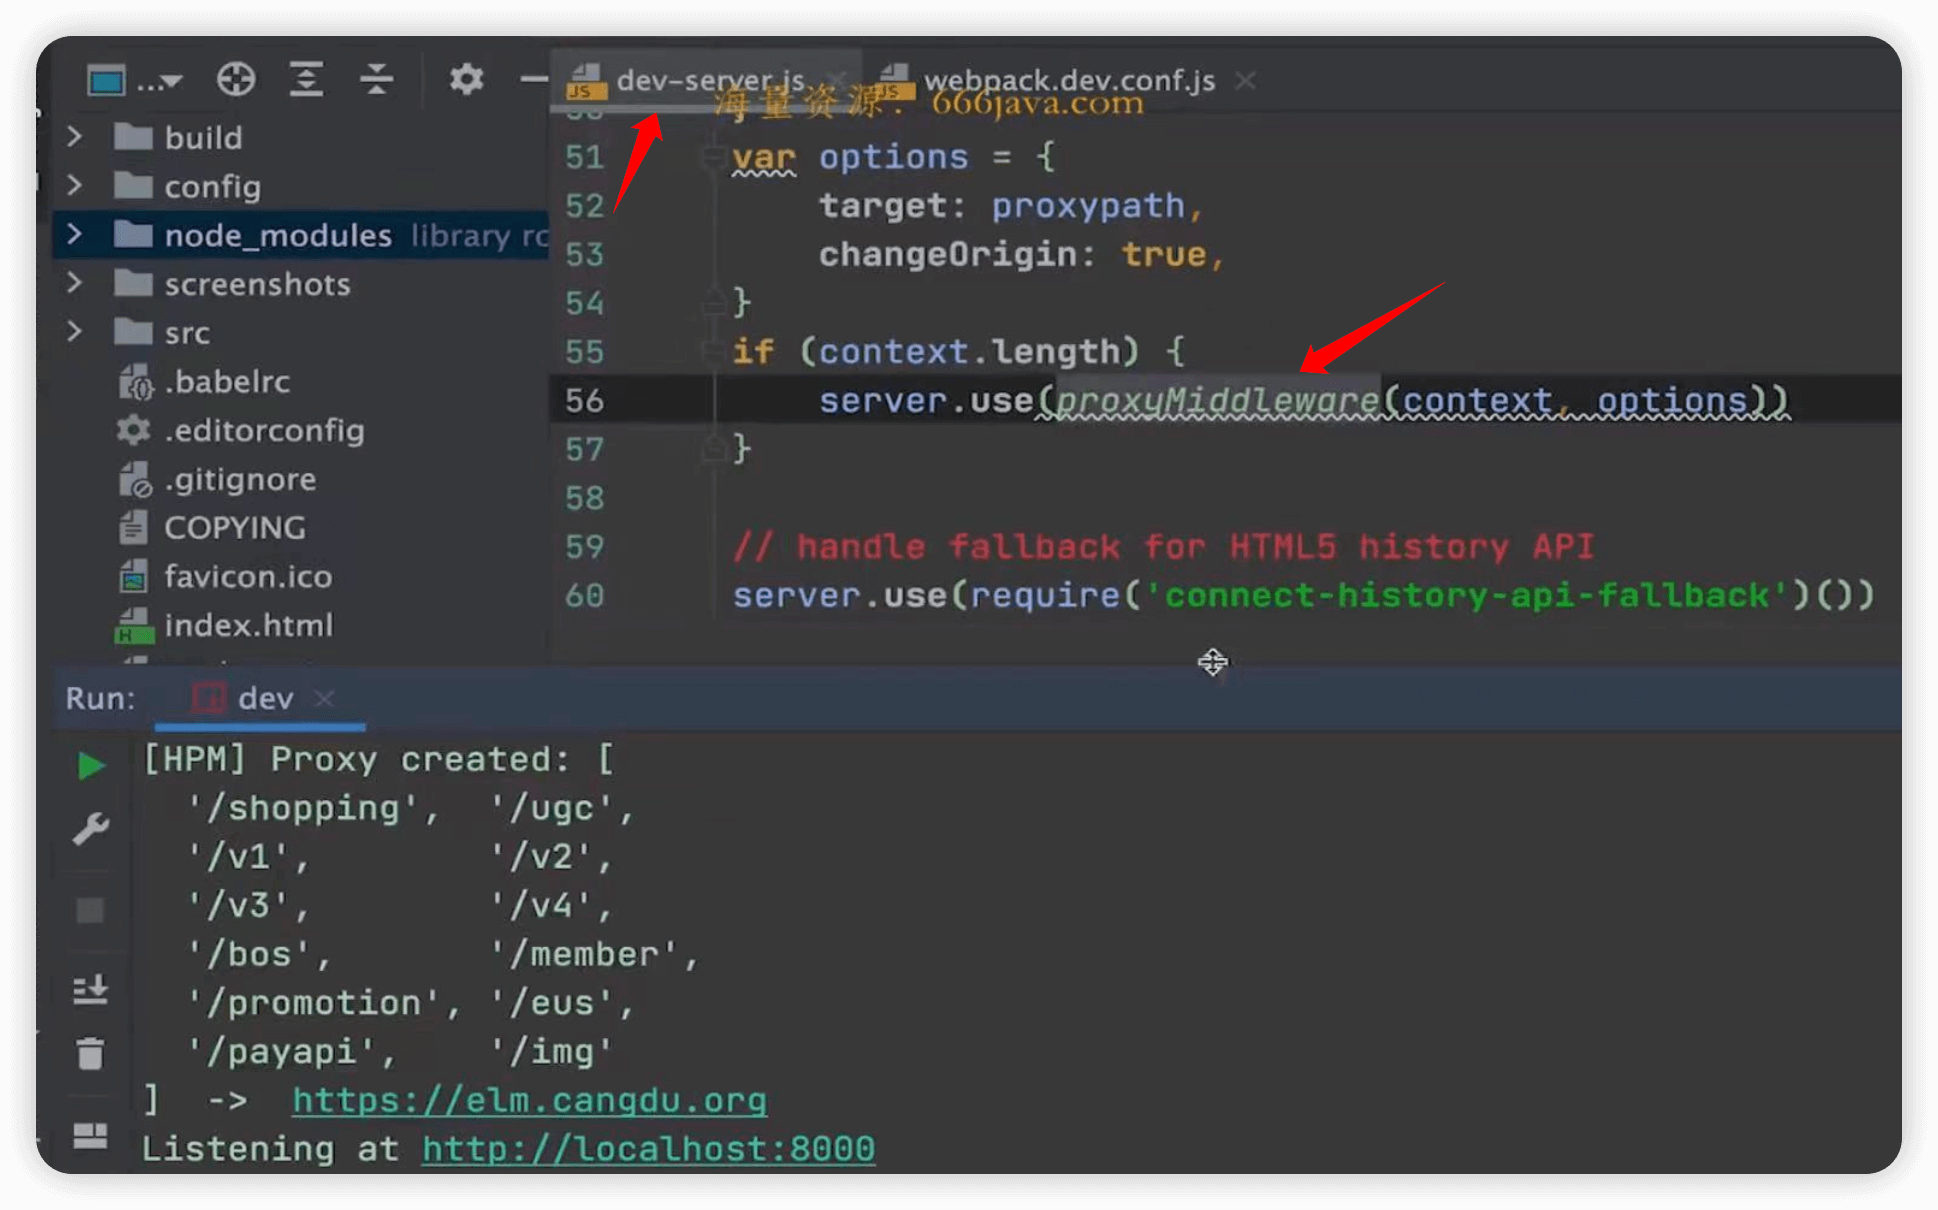 dev-server.js
webpack.dev.conf.js
海量资源：666java.com
build
config
node_modules library
screenshots
src
.babelrc
.editorconfig
.gitignore
COPYING
favicon.ico
index.html
}
51 var options = {
52 target: proxypath,
53 changeOrigin: true,
54 }
55 if (context.length) {
56 server.use(proxyMiddleware(context, options))
57 }
58
59 // handle fallback for HTML5 history API
60 server.use(require('connect-history-api-fallback')())
Run: dev
[HPM] Proxy created: [
'/shopping', '/ugc',
'/v1', '/v2',
'/v3', '/v4',
'/bos', '/member',
'/promotion', '/eus',
'/payapi', '/img'
] -> https://elm.cangdu.org
Listening at http://localhost:8000